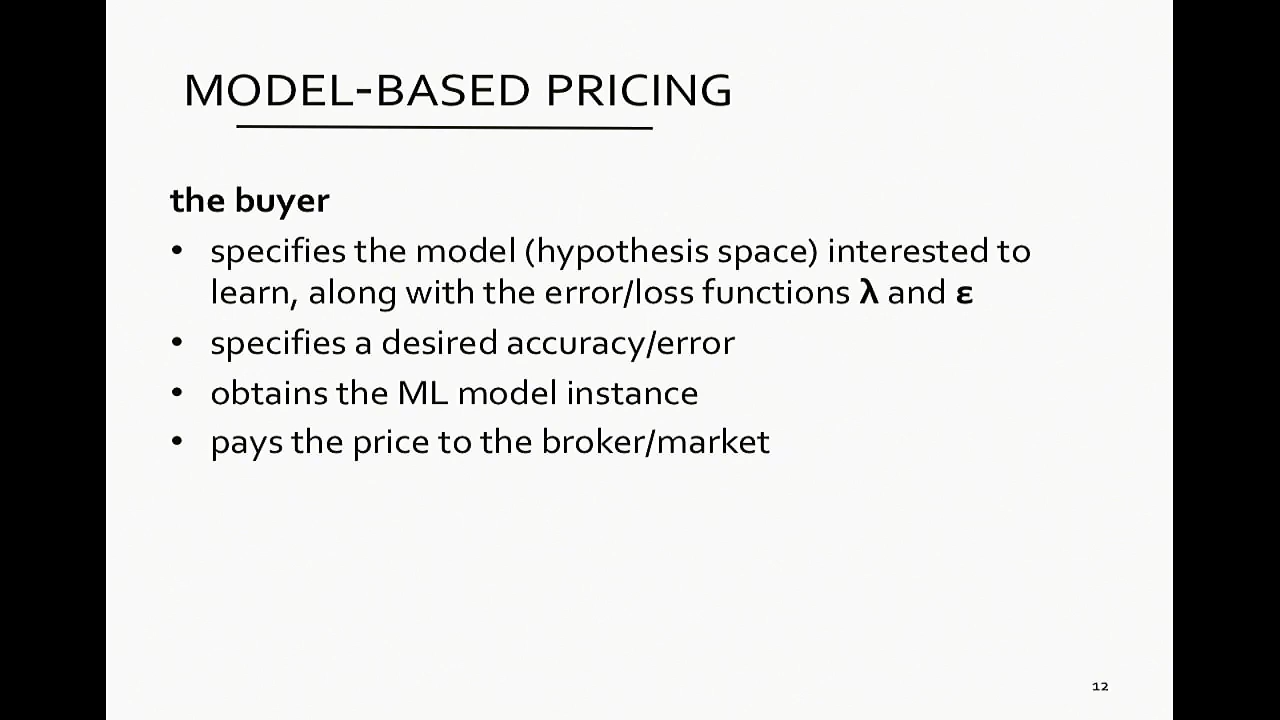 MODEL-BASED PRICING
the buyer
• specifies the model (hypothesis space) interested to
learn, along with the error/loss functions λ and ε
• specifies a desired accuracy/error
• obtains the ML model instance
• pays the price to the broker/market
12